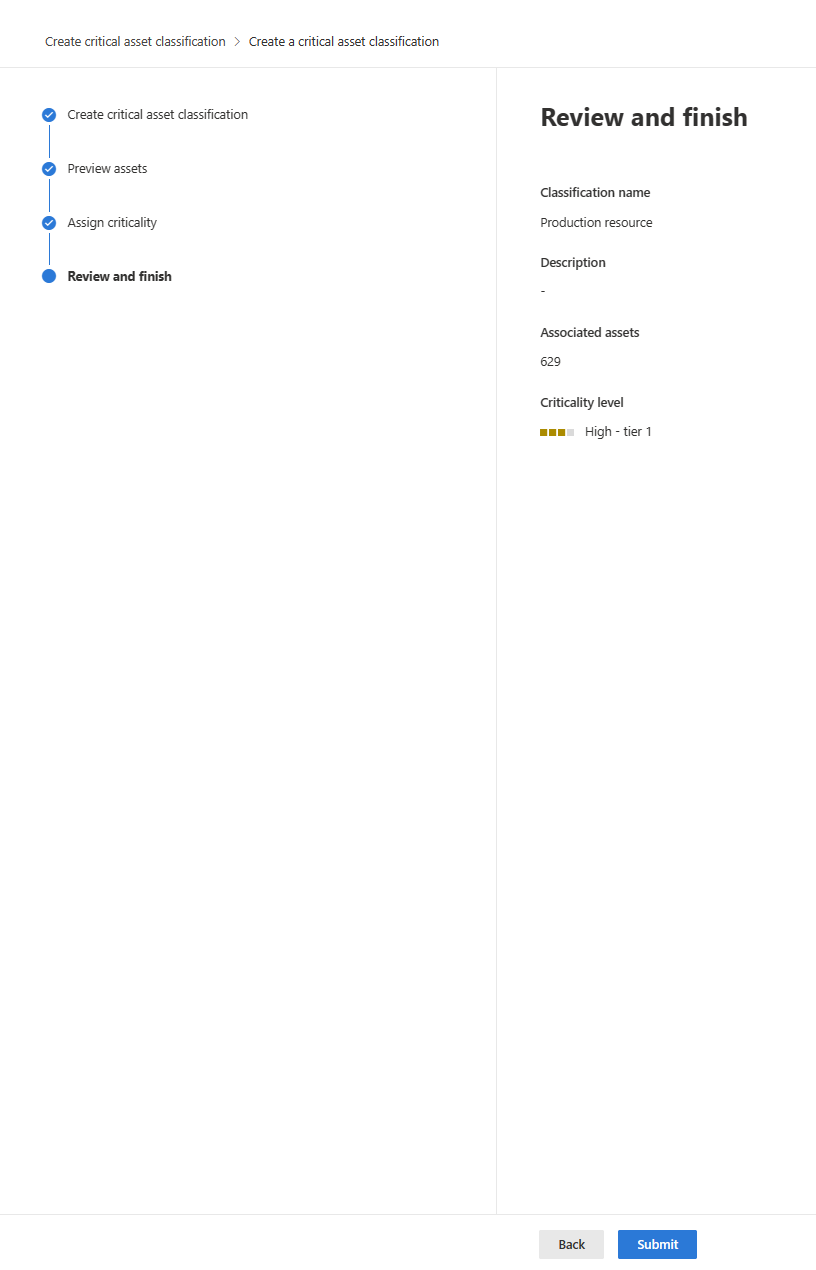 Create critical asset classification > Create a critical asset classification
Create critical asset classification
Preview assets
Assign criticality
Review and finish
Review and finish
Classification name
Production resource
Description
-
Associated assets
629
Criticality level
High - tier 1
Back
Submit